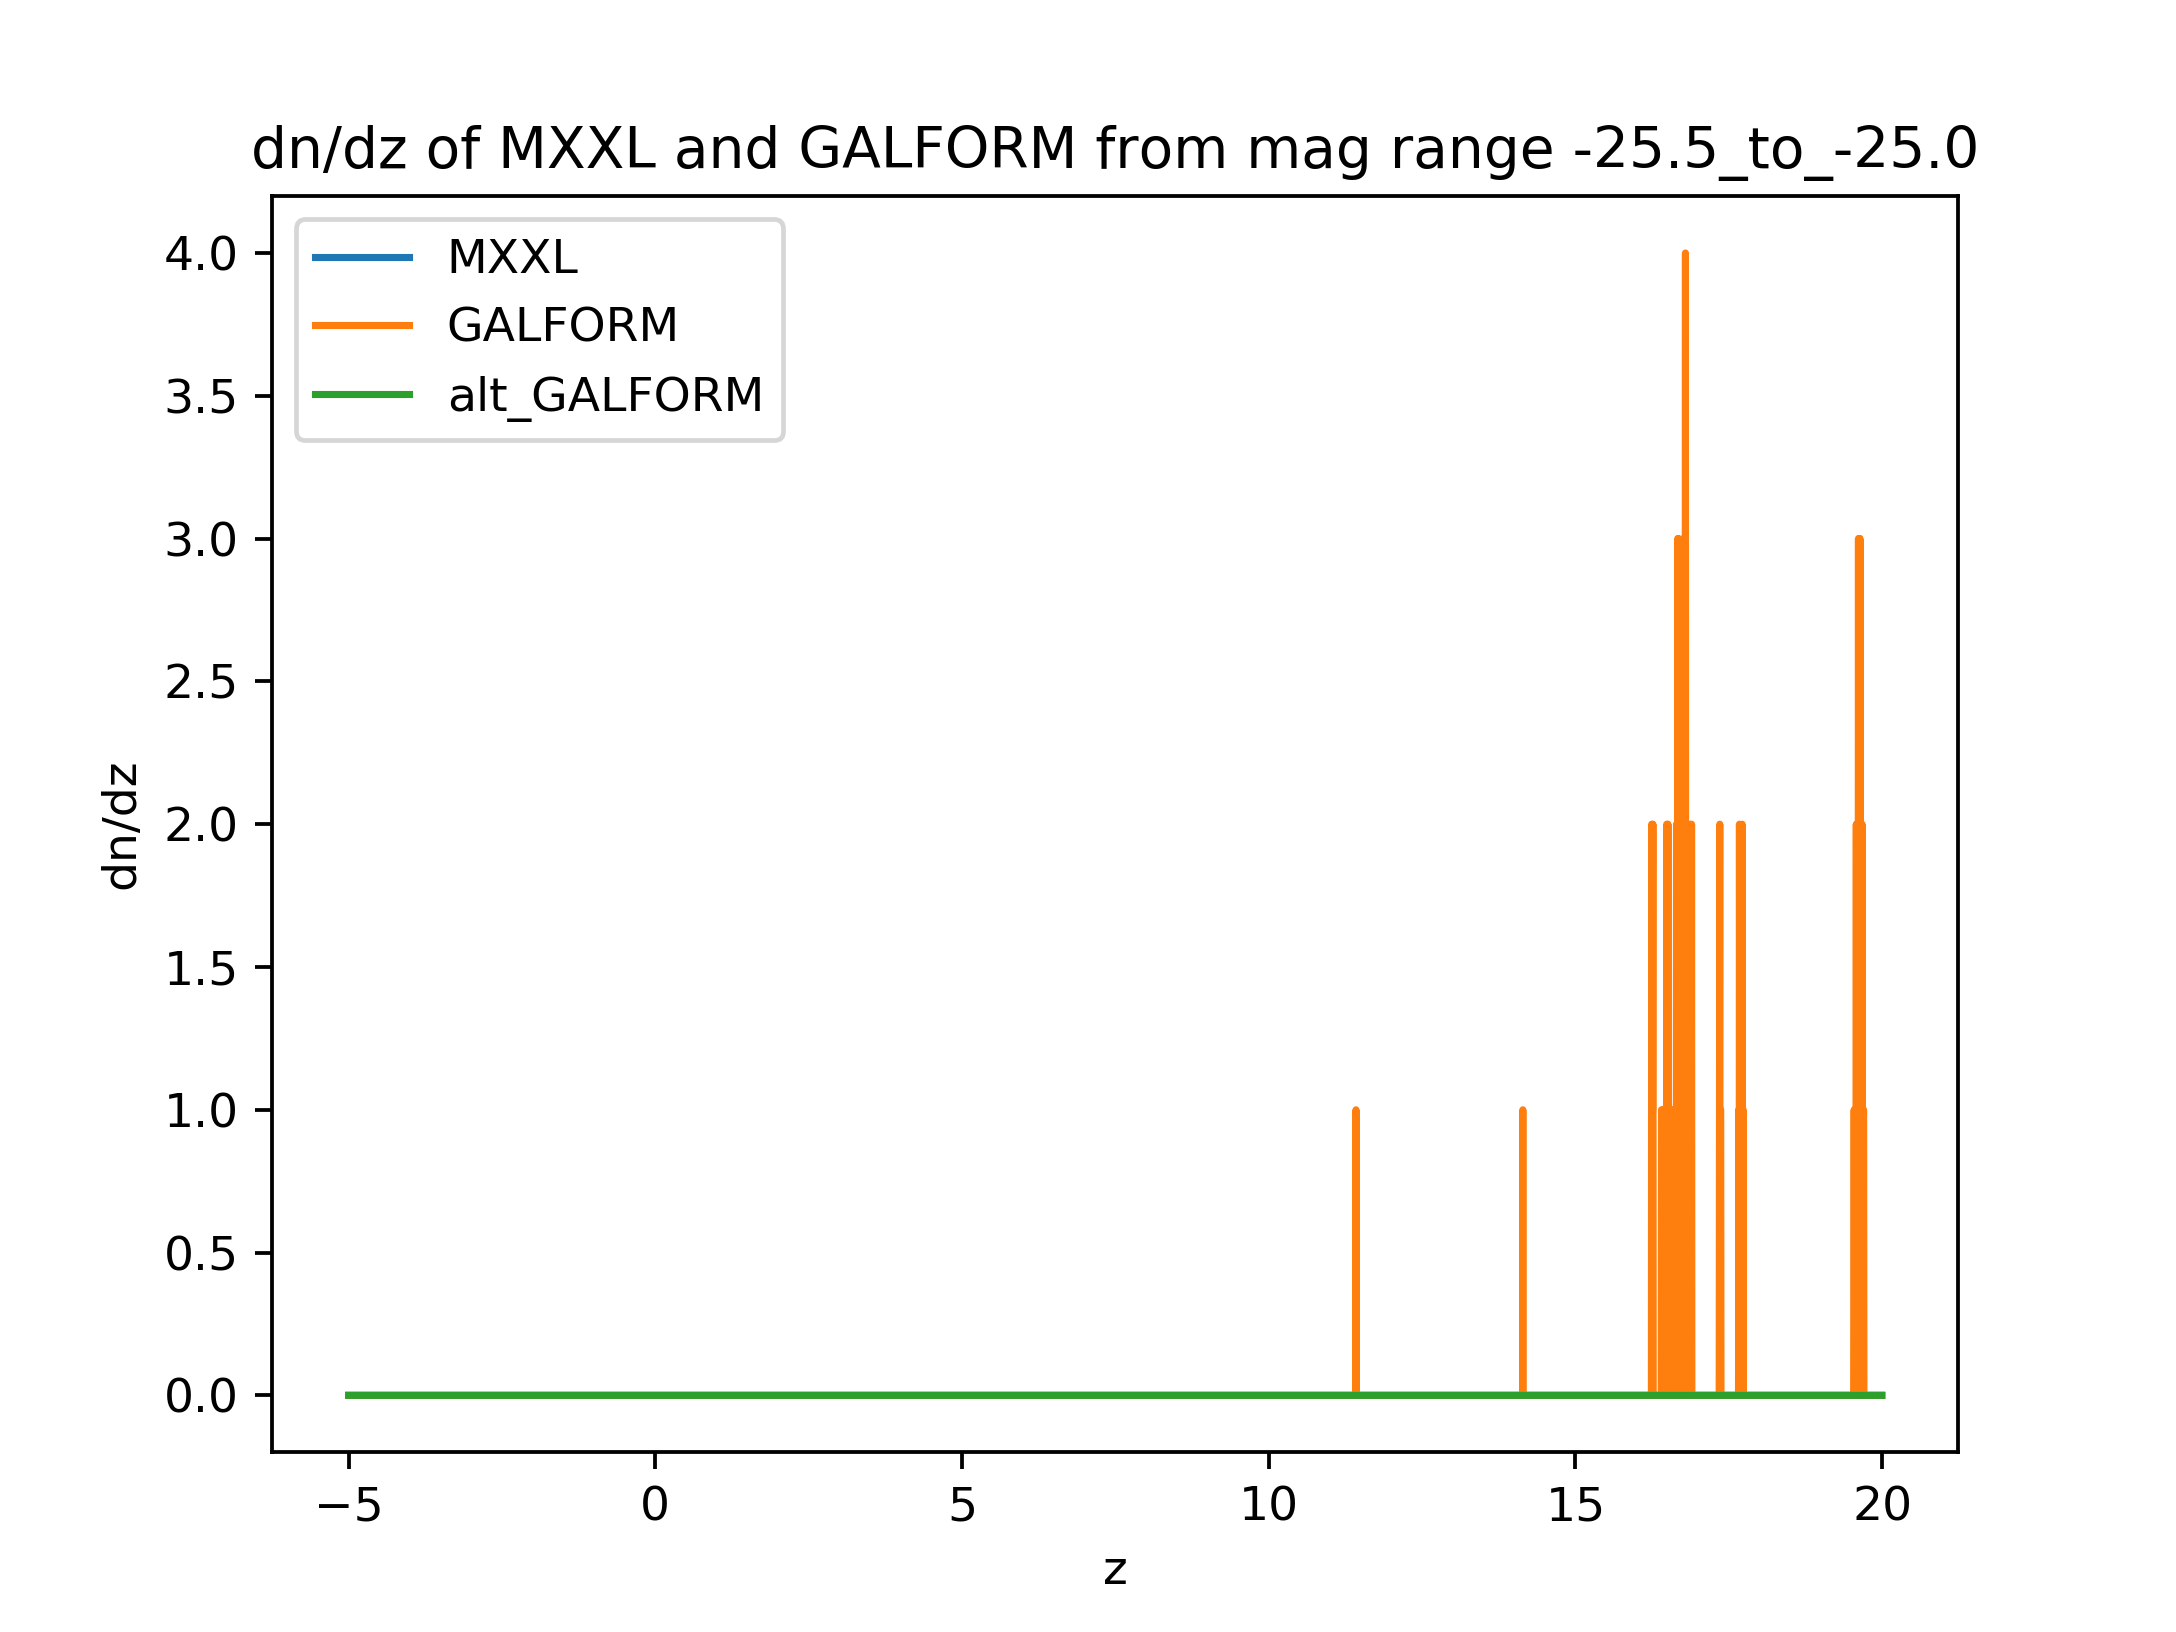 dn/dz of MXXL and GALFORM from mag range -25.5_to_-25.0
MXXL
GALFORM
alt_GALFORM
4.0
3.5
3.0
2.5
2.0
1.5
1.0
0.5
0.0
dn/dz
−5 0 5 10 15 20
z